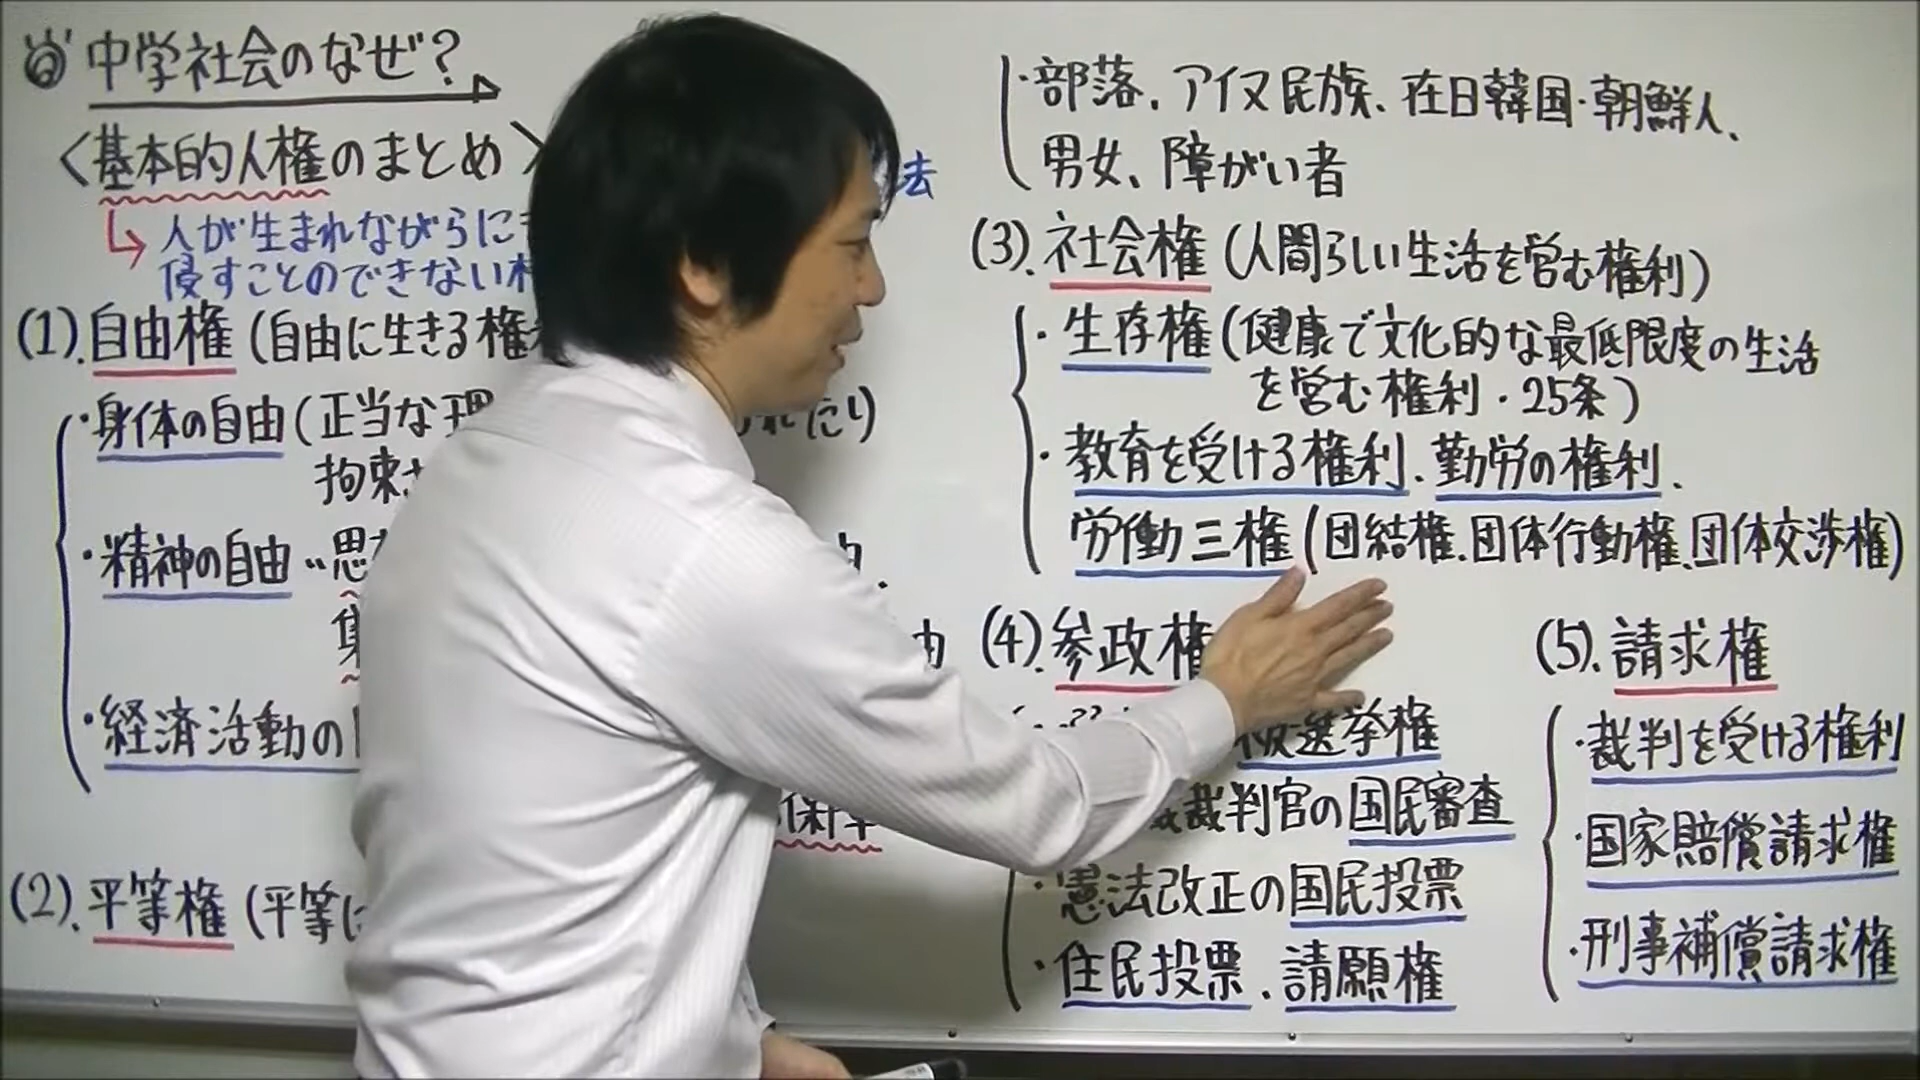 中学社会のなぜ?
<基本的人権のまとめ>
人が生まれながらに
侵すことのできない
(1).自由権(自由に生きる権
・身体の自由(正当な理
れたり)
拘束
・精神の自由
・経済活動の
(2).平等権(平等に
・部落、アイヌ民族、在日韓国・朝鮮人、
男女、障がい者
(3).社会権(人間らしい生活を営む権利)
・生存権(健康で文化的な最低限度の生活
を営む権利・25条)
・教育を受ける権利、勤労の権利、
労働三権(団結権、団体行動権、団体交渉権)
(4).参政権
被選挙権
裁判官の国民審査
・憲法改正の国民投票
・住民投票、請願権
(5).請求権
・裁判を受ける権利
・国家賠償請求権
・刑事補償請求権